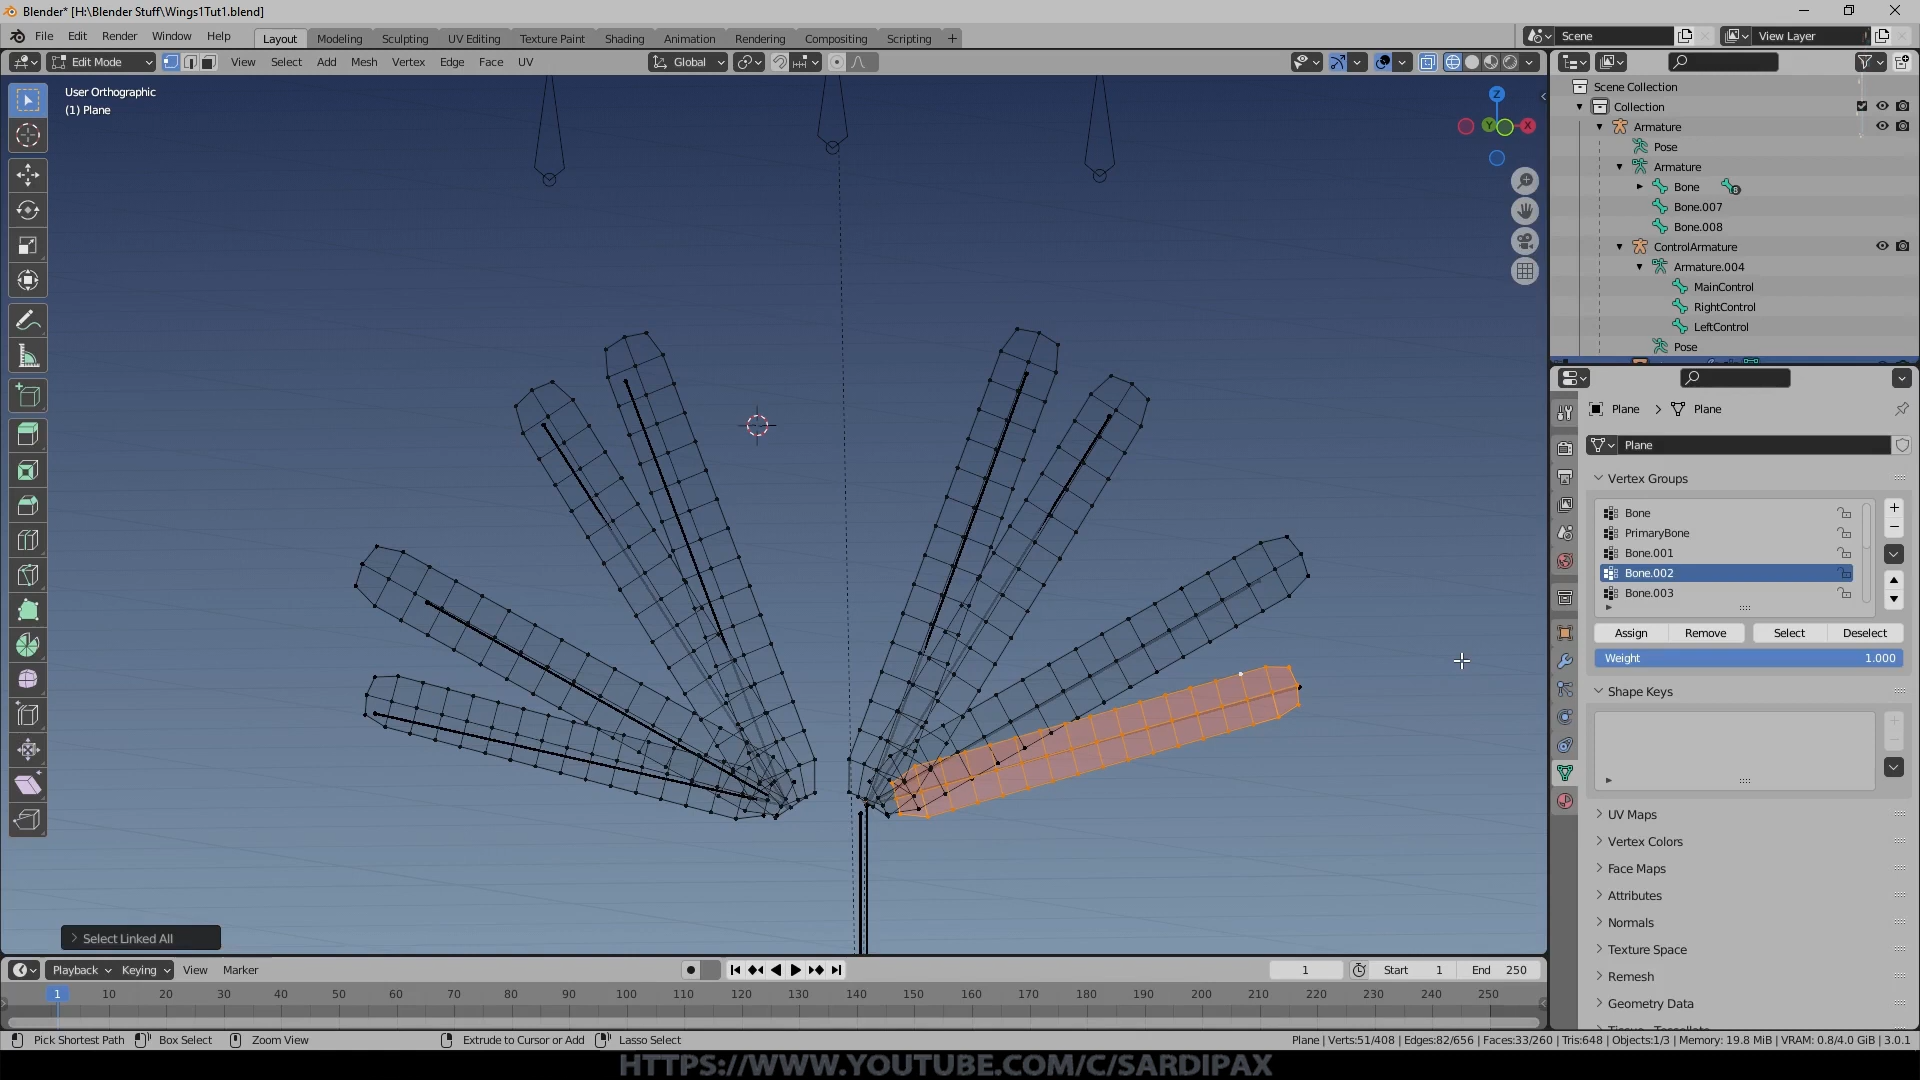 Blender* [H:\Blender Stuff\Wings1Tut1.blend]
File Edit Render Window Help Layout Modeling Sculpting UV Editing Texture Paint Shading Animation Rendering Compositing Scripting + Scene View Layer
Edit Mode View Select Add Mesh Vertex Edge Face UV Global
User Orthographic
(1) Plane
Z
Y X
Scene Collection
Collection
Armature
Pose
Armature
Bone
Bone.007
Bone.008
ControlArmature
Armature.004
MainControl
RightControl
LeftControl
Pose
Plane > Plane
Plane
Vertex Groups
Bone
PrimaryBone
Bone.001
Bone.002
Bone.003
Assign Remove Select Deselect
Weight 1.000
Shape Keys
UV Maps
Vertex Colors
Face Maps
Attributes
Normals
Texture Space
Remesh
Geometry Data
Select Linked All
Playback Keying View Marker 1 Start 1 End 250
1 10 20 30 40 50 60 70 80 90 100 110 120 130 140 150 160 170 180 190 200 210 220 230 240 250
Pick Shortest Path Box Select Zoom View Extrude to Cursor or Add Lasso Select Plane | Verts:51/408 | Edges:82/656 | Faces:33/260 | Tris:648 | Objects:1/3 | Memory: 19.8 MiB | VRAM: 0.8/4.0 GiB | 3.0.1
HTTPS://WWW.YOUTUBE.COM/C/SARDIPAX